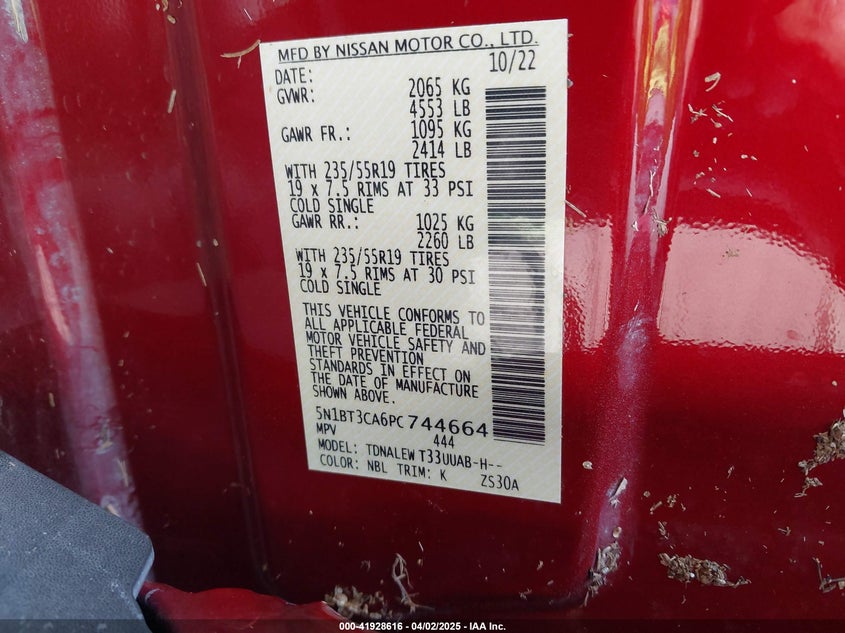 MFD BY NISSAN MOTOR CO., LTD.
DATE: 10/22
GVWR: 2065 KG
4553 LB
GAWR FR.: 1095 KG
2414 LB
WITH 235/55R19 TIRES
19 x 7.5 RIMS AT 33 PSI
COLD SINGLE
GAWR RR.: 1025 KG
2260 LB
WITH 235/55R19 TIRES
19 x 7.5 RIMS AT 30 PSI
COLD SINGLE
THIS VEHICLE CONFORMS TO
ALL APPLICABLE FEDERAL
MOTOR VEHICLE SAFETY AND
THEFT PREVENTION
STANDARDS IN EFFECT ON
THE DATE OF MANUFACTURE
SHOWN ABOVE.
5N1BT3CA6PC744664
MPV 444
MODEL: TDNALEW T33UUAB-H--
COLOR: NBL TRIM: K ZS30A
000-41928616 - 04/02/2025 - IAA Inc.